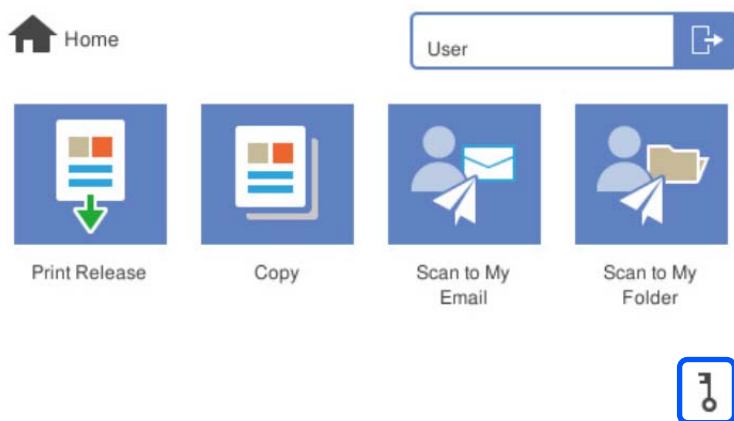 Home
User
Print Release
Copy
Scan to My
Email
Scan to My
Folder